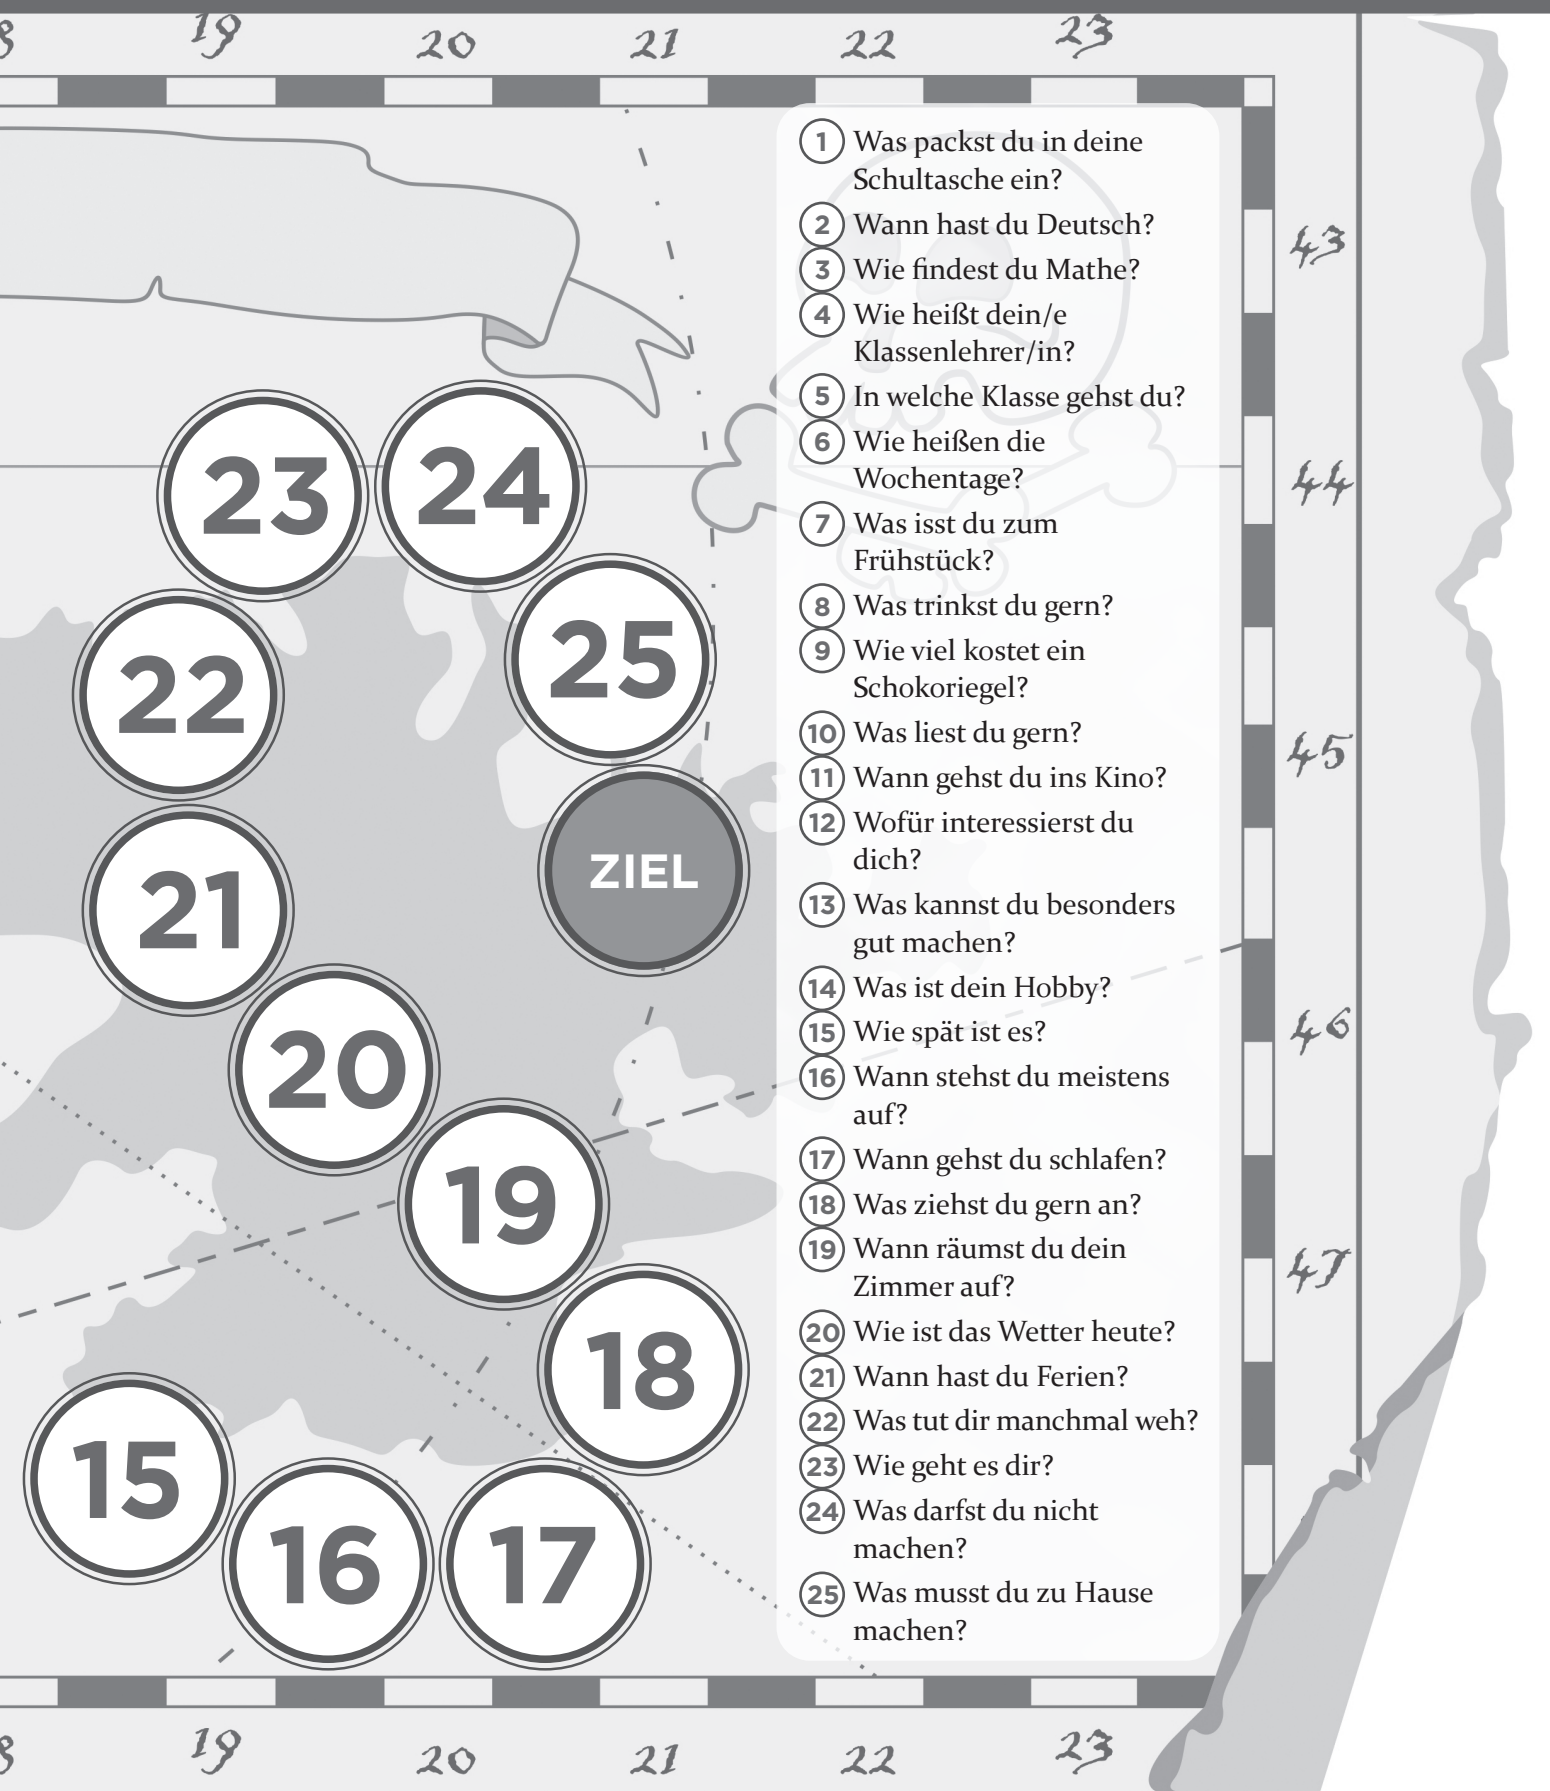 19 20 21 22 23
1 Was packst du in deine
Schultasche ein?
2 Wann hast du Deutsch?
3 Wie findest du Mathe?
4 Wie heißt dein/e
Klassenlehrer/in?
5 In welche Klasse gehst du?
6 Wie heißen die
Wochentage?
7 Was isst du zum
Frühstück?
8 Was trinkst du gern?
9 Wie viel kostet ein
Schokoriegel?
10 Was liest du gern?
11 Wann gehst du ins Kino?
12 Wofür interessierst du
dich?
13 Was kannst du besonders
gut machen?
14 Was ist dein Hobby?
15 Wie spät ist es?
16 Wann stehst du meistens
auf?
17 Wann gehst du schlafen?
18 Was ziehst du gern an?
19 Wann räumst du dein
Zimmer auf?
20 Wie ist das Wetter heute?
21 Wann hast du Ferien?
22 Was tut dir manchmal weh?
23 Wie geht es dir?
24 Was darfst du nicht
machen?
25 Was musst du zu Hause
machen?
43
44
45
46
47
23
24
25
22
ZIEL
21
20
19
18
15
16
17
19 20 21 22 23